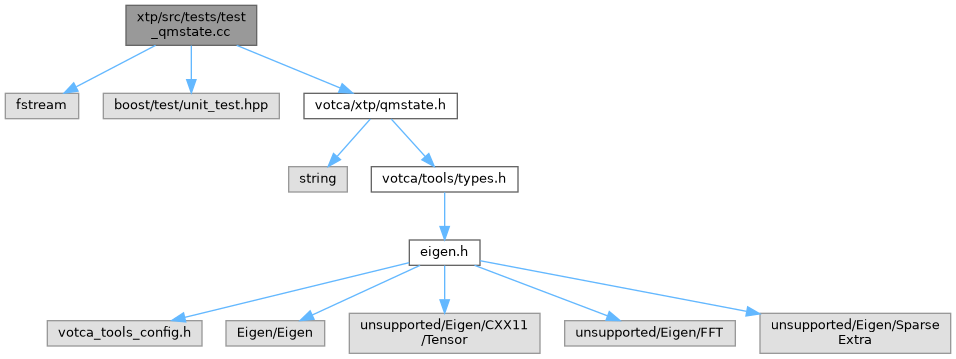 xtp/src/tests/test
_qmstate.cc
fstream
boost/test/unit_test.hpp
votca/xtp/qmstate.h
string
votca/tools/types.h
eigen.h
votca_tools_config.h
Eigen/Eigen
unsupported/Eigen/CXX11
/Tensor
unsupported/Eigen/FFT
unsupported/Eigen/Sparse
Extra